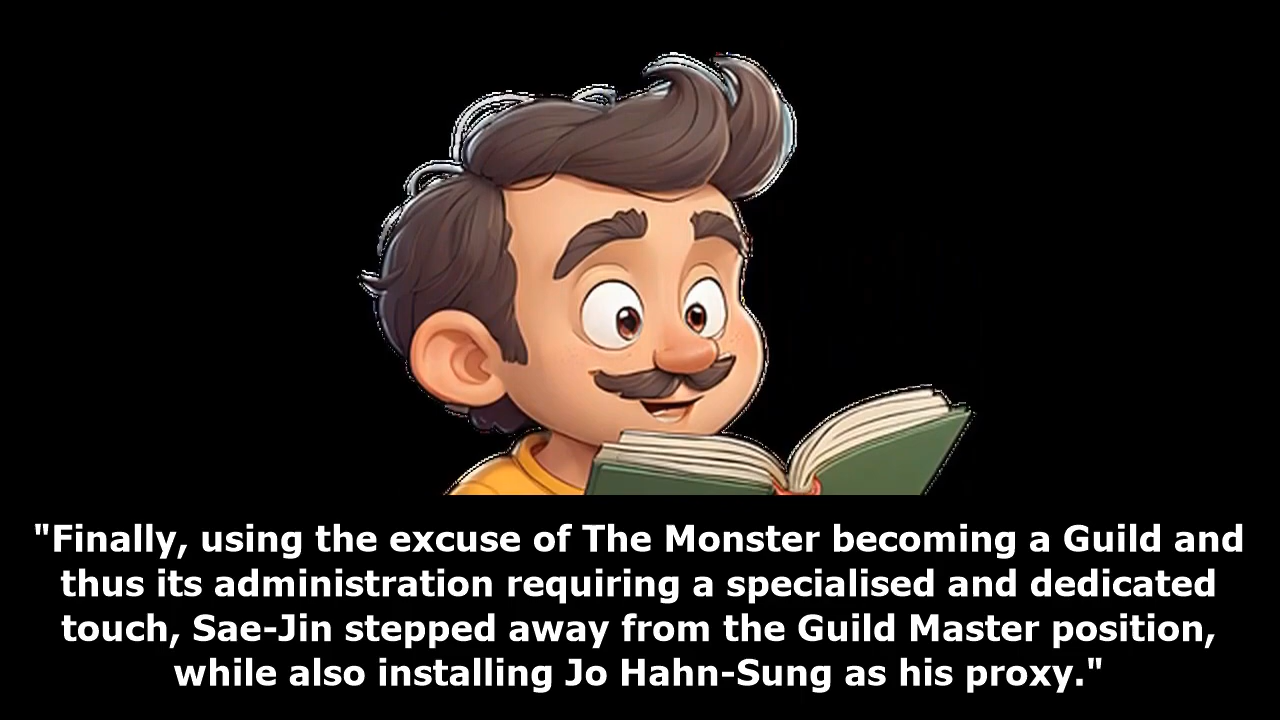 "Finally, using the excuse of The Monster becoming a Guild and
thus its administration requiring a specialised and dedicated
touch, Sae-Jin stepped away from the Guild Master position,
while also installing Jo Hahn-Sung as his proxy."